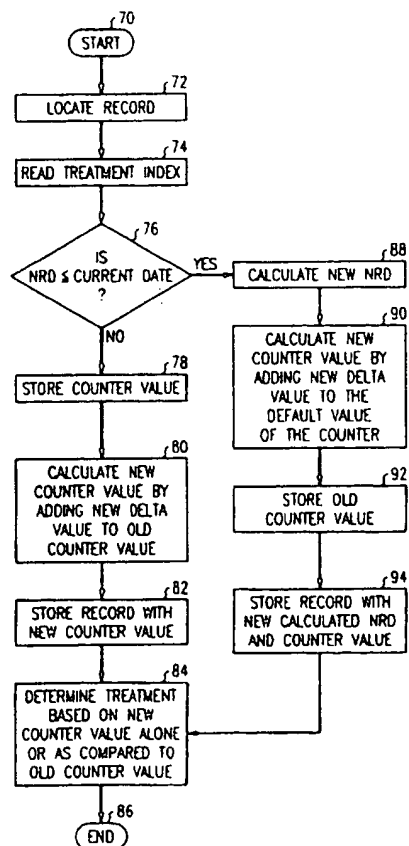 70
START
72
LOCATE RECORD
74
READ TREATMENT INDEX
76
IS
NRD ≤ CURRENT DATE
?
YES
NO
78
STORE COUNTER VALUE
80
CALCULATE NEW
COUNTER VALUE BY
ADDING NEW DELTA
VALUE TO OLD
COUNTER VALUE
82
STORE RECORD WITH
NEW COUNTER VALUE
84
DETERMINE TREATMENT
BASED ON NEW
COUNTER VALUE ALONE
OR AS COMPARED TO
OLD COUNTER VALUE
86
END
88
CALCULATE NEW NRD
90
CALCULATE NEW
COUNTER VALUE BY
ADDING NEW DELTA
VALUE TO THE
DEFAULT VALUE
OF THE COUNTER
92
STORE OLD
COUNTER VALUE
94
STORE RECORD WITH
NEW CALCULATED NRD
AND COUNTER VALUE